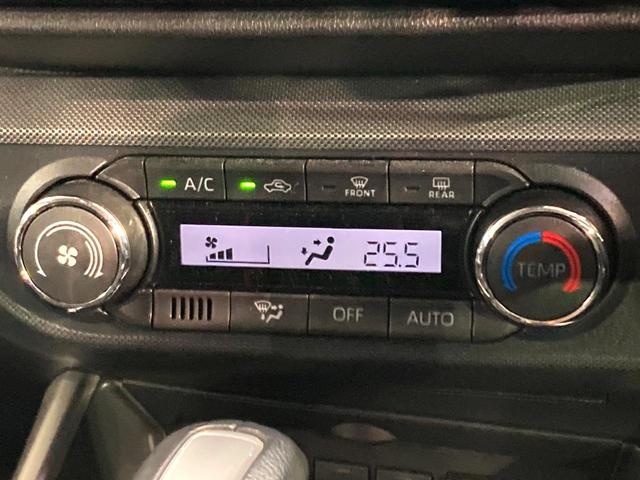 A/C
FRONT
REAR
25.5
TEMP
OFF
AUTO